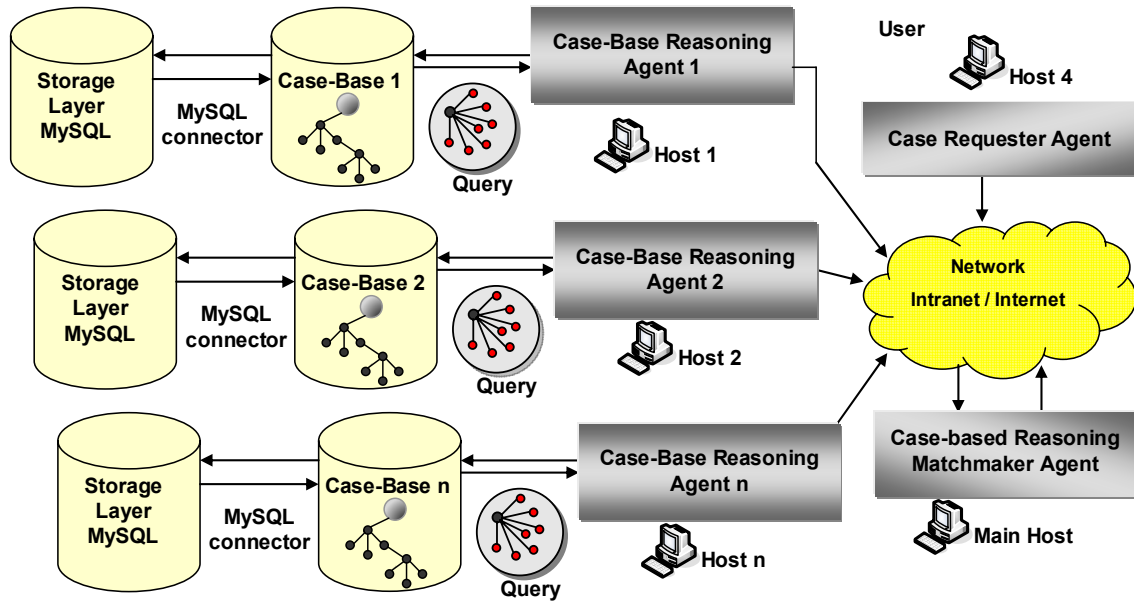 Storage
Layer
MySQL
MySQL
connector
Case-Base 1
Query
Case-Base Reasoning
Agent 1
Host 1
User
Host 4
Case Requester Agent
Storage
Layer
MySQL
MySQL
connector
Case-Base 2
Query
Case-Base Reasoning
Agent 2
Host 2
Network
Intranet / Internet
Storage
Layer
MySQL
MySQL
connector
Case-Base n
Query
Case-Base Reasoning
Agent n
Host n
Case-based Reasoning
Matchmaker Agent
Main Host